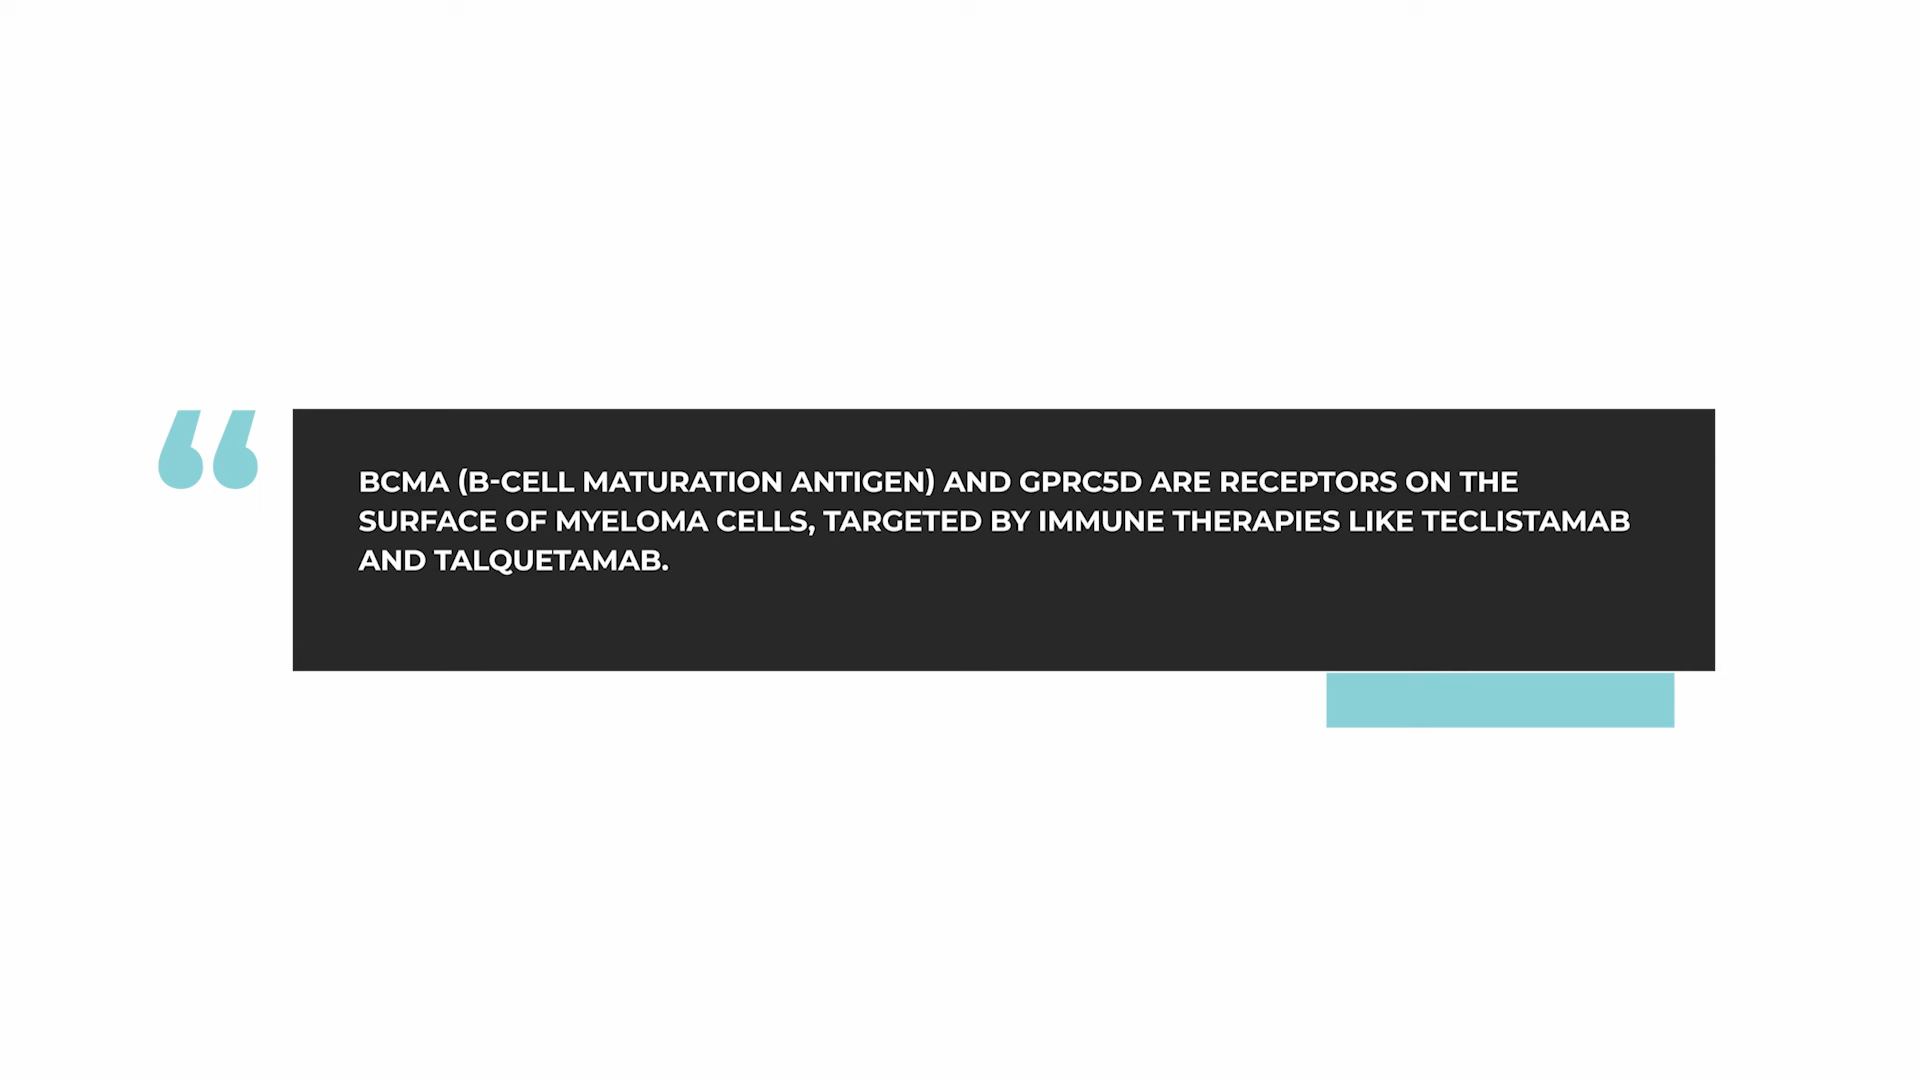 “
BCMA (B-CELL MATURATION ANTIGEN) AND GPRC5D ARE RECEPTORS ON THE
SURFACE OF MYELOMA CELLS, TARGETED BY IMMUNE THERAPIES LIKE TECLISTAMAB
AND TALQUETAMAB.